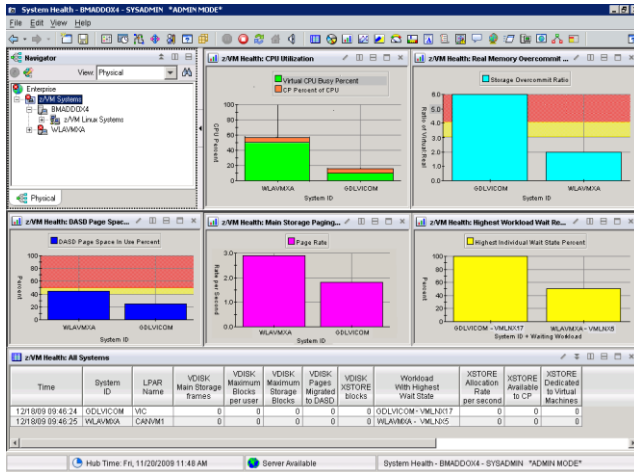 System Health - BMADDOX4 - SYSADMIN *ADMIN MODE*
File Edit View Help
Navigator
View: Physical
Enterprise
z/VM Systems
BMADDOX4
z/VM Linux Systems
WLAVMXA
Physical
z/VM Health: CPU Utilization
Virtual CPU Busy Percent
CP Percent of CPU
CPU Percent
100
80
60
40
20
0
WLAVMXA GDLVICOM
System ID
z/VM Health: Real Memory Overcommit ...
Storage Overcommit Ratio
Ratio of Virtual:Real
6.0
5.0
4.0
3.0
2.0
1.0
GDLVICOM WLAVMXA
System ID
z/VM Health: DASD Page Spac...
DASD Page Space In Use Percent
Percent
100
80
60
40
20
0
WLAVMXA GDLVICOM
System ID
z/VM Health: Main Storage Paging...
Page Rate
Rate per Second
3.0
2.0
1.0
0.0
WLAVMXA GDLVICOM
System ID
z/VM Health: Highest Workload Wait Re...
Highest Individual Wait State Percent
Percent
100
80
60
40
20
0
GDLVICOM - VMLNX17 WLAVMXA - VMLNX5
System ID + Waiting Workload
z/VM Health: All Systems
Time System ID LPAR Name VDISK Main Storage frames VDISK Maximum Blocks per user VDISK Maximum Storage Blocks VDISK Pages Migrated to DASD VDISK XSTORE blocks Workload With Highest Wait State XSTORE Allocation Rate per second XSTORE Available to CP XSTORE Dedicated to Virtual Machines
12/18/09 09:46:24 GDLVICOM VIC 0 0 0 0 0 GDLVICOM - VMLNX17 0 0 0
12/18/09 09:46:25 WLAVMXA CANVM1 0 0 0 0 0 WLAVMXA - VMLNX5 0 0 0
Hub Time: Fri, 11/20/2009 11:48 AM Server Available System Health - BMADDOX4 - SYSADMIN *ADMIN MODE*